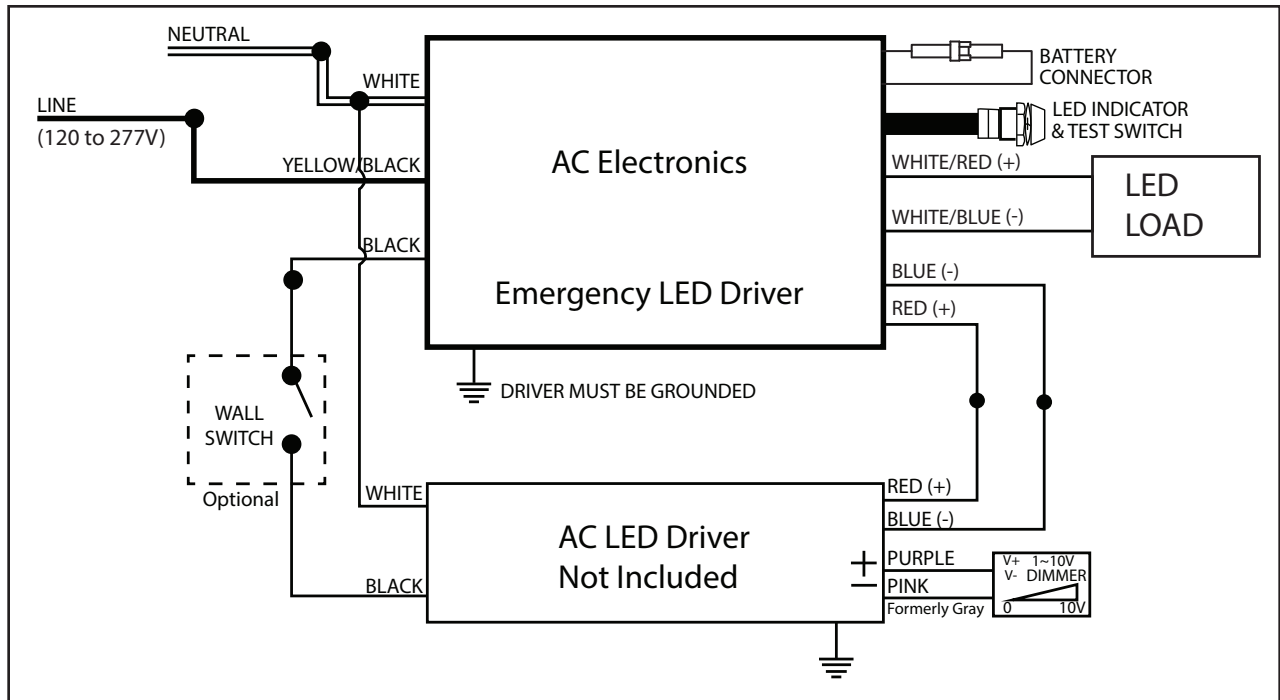 NEUTRAL
WHITE
LINE
(120 to 277V)
YELLOW/BLACK
BLACK
AC Electronics
Emergency LED Driver
BATTERY
CONNECTOR
LED INDICATOR
& TEST SWITCH
WHITE/RED (+)
WHITE/BLUE (-)
LED
LOAD
BLUE (-)
RED (+)
DRIVER MUST BE GROUNDED
WALL
SWITCH
Optional
WHITE
BLACK
AC LED Driver
Not Included
RED (+)
BLUE (-)
+ PURPLE
− PINK
Formerly Gray
V+ 1~10V
V- DIMMER
0 10V